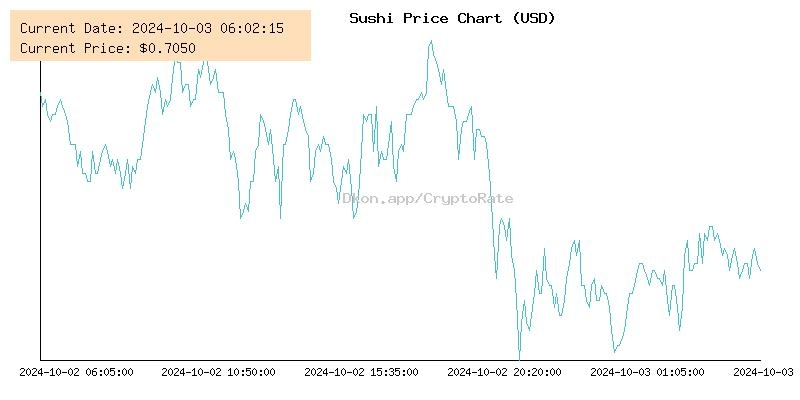 Sushi Price Chart (USD)
Current Date: 2024-10-03 06:02:15
Current Price: $0.7050
Dkon.app/CryptoRate
2024-10-02 06:05:00 2024-10-02 10:50:00 2024-10-02 15:35:00 2024-10-02 20:20:00 2024-10-03 01:05:00 2024-10-03